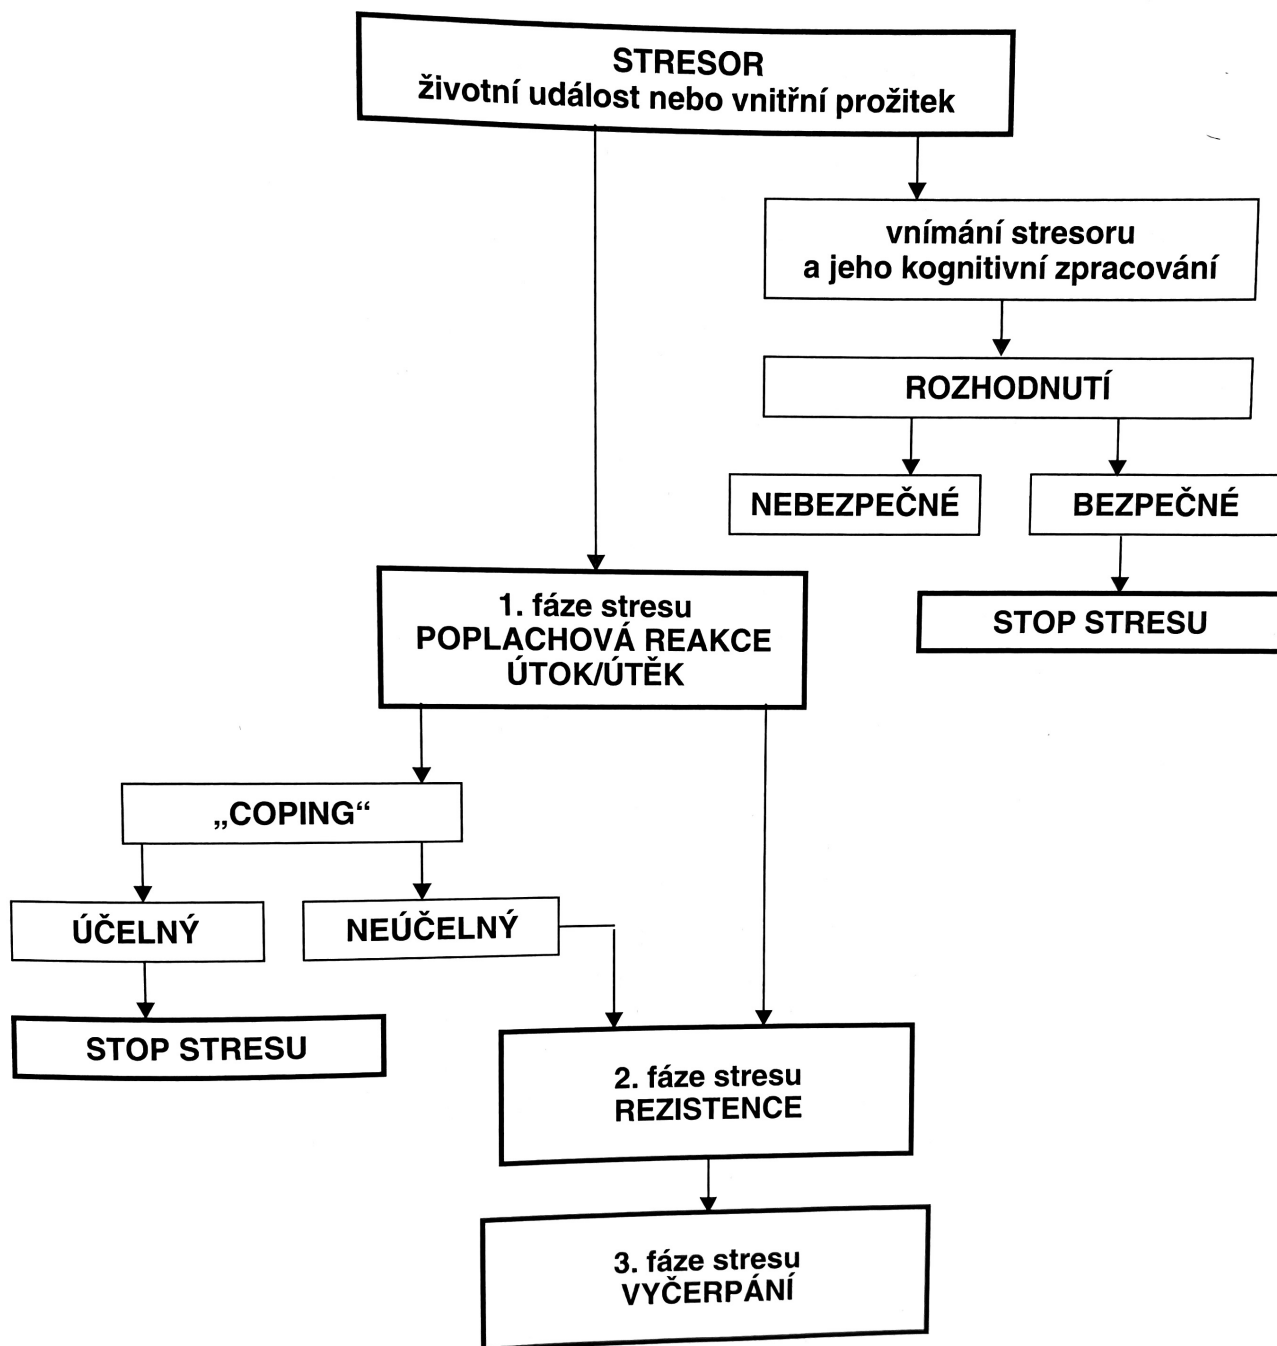 STRESOR
životní událost nebo vnitřní prožitek
vnímání stresoru
a jeho kognitivní zpracování
ROZHODNUTÍ
NEBEZPEČNÉ
BEZPEČNÉ
STOP STRESU
1. fáze stresu
POPLACHOVÁ REAKCE
ÚTOK/ÚTĚK
„COPING“
ÚČELNÝ
NEÚČELNÝ
STOP STRESU
2. fáze stresu
REZISTENCE
3. fáze stresu
VYČERPÁNÍ